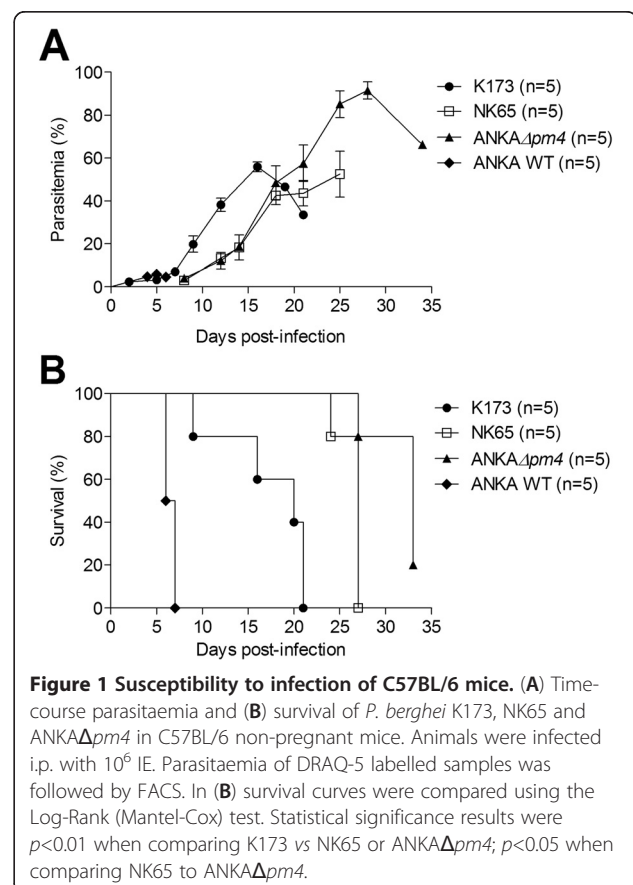 A
100
80
60
40
20
0
Parasitemia (%)
0 5 10 15 20 25 30 35
Days post-infection
K173 (n=5)
NK65 (n=5)
ANKAΔpm4 (n=5)
ANKA WT (n=5)
B
100
80
60
40
20
0
Survival (%)
0 5 10 15 20 25 30 35
Days post-infection
K173 (n=5)
NK65 (n=5)
ANKAΔpm4 (n=5)
ANKA WT (n=5)
Figure 1 Susceptibility to infection of C57BL/6 mice. (A) Time-
course parasitaemia and (B) survival of P. berghei K173, NK65 and
ANKAΔpm4 in C57BL/6 non-pregnant mice. Animals were infected
i.p. with 10⁶ IE. Parasitaemia of DRAQ-5 labelled samples was
followed by FACS. In (B) survival curves were compared using the
Log-Rank (Mantel-Cox) test. Statistical significance results were
p<0.01 when comparing K173 vs NK65 or ANKAΔpm4; p<0.05 when
comparing NK65 to ANKAΔpm4.